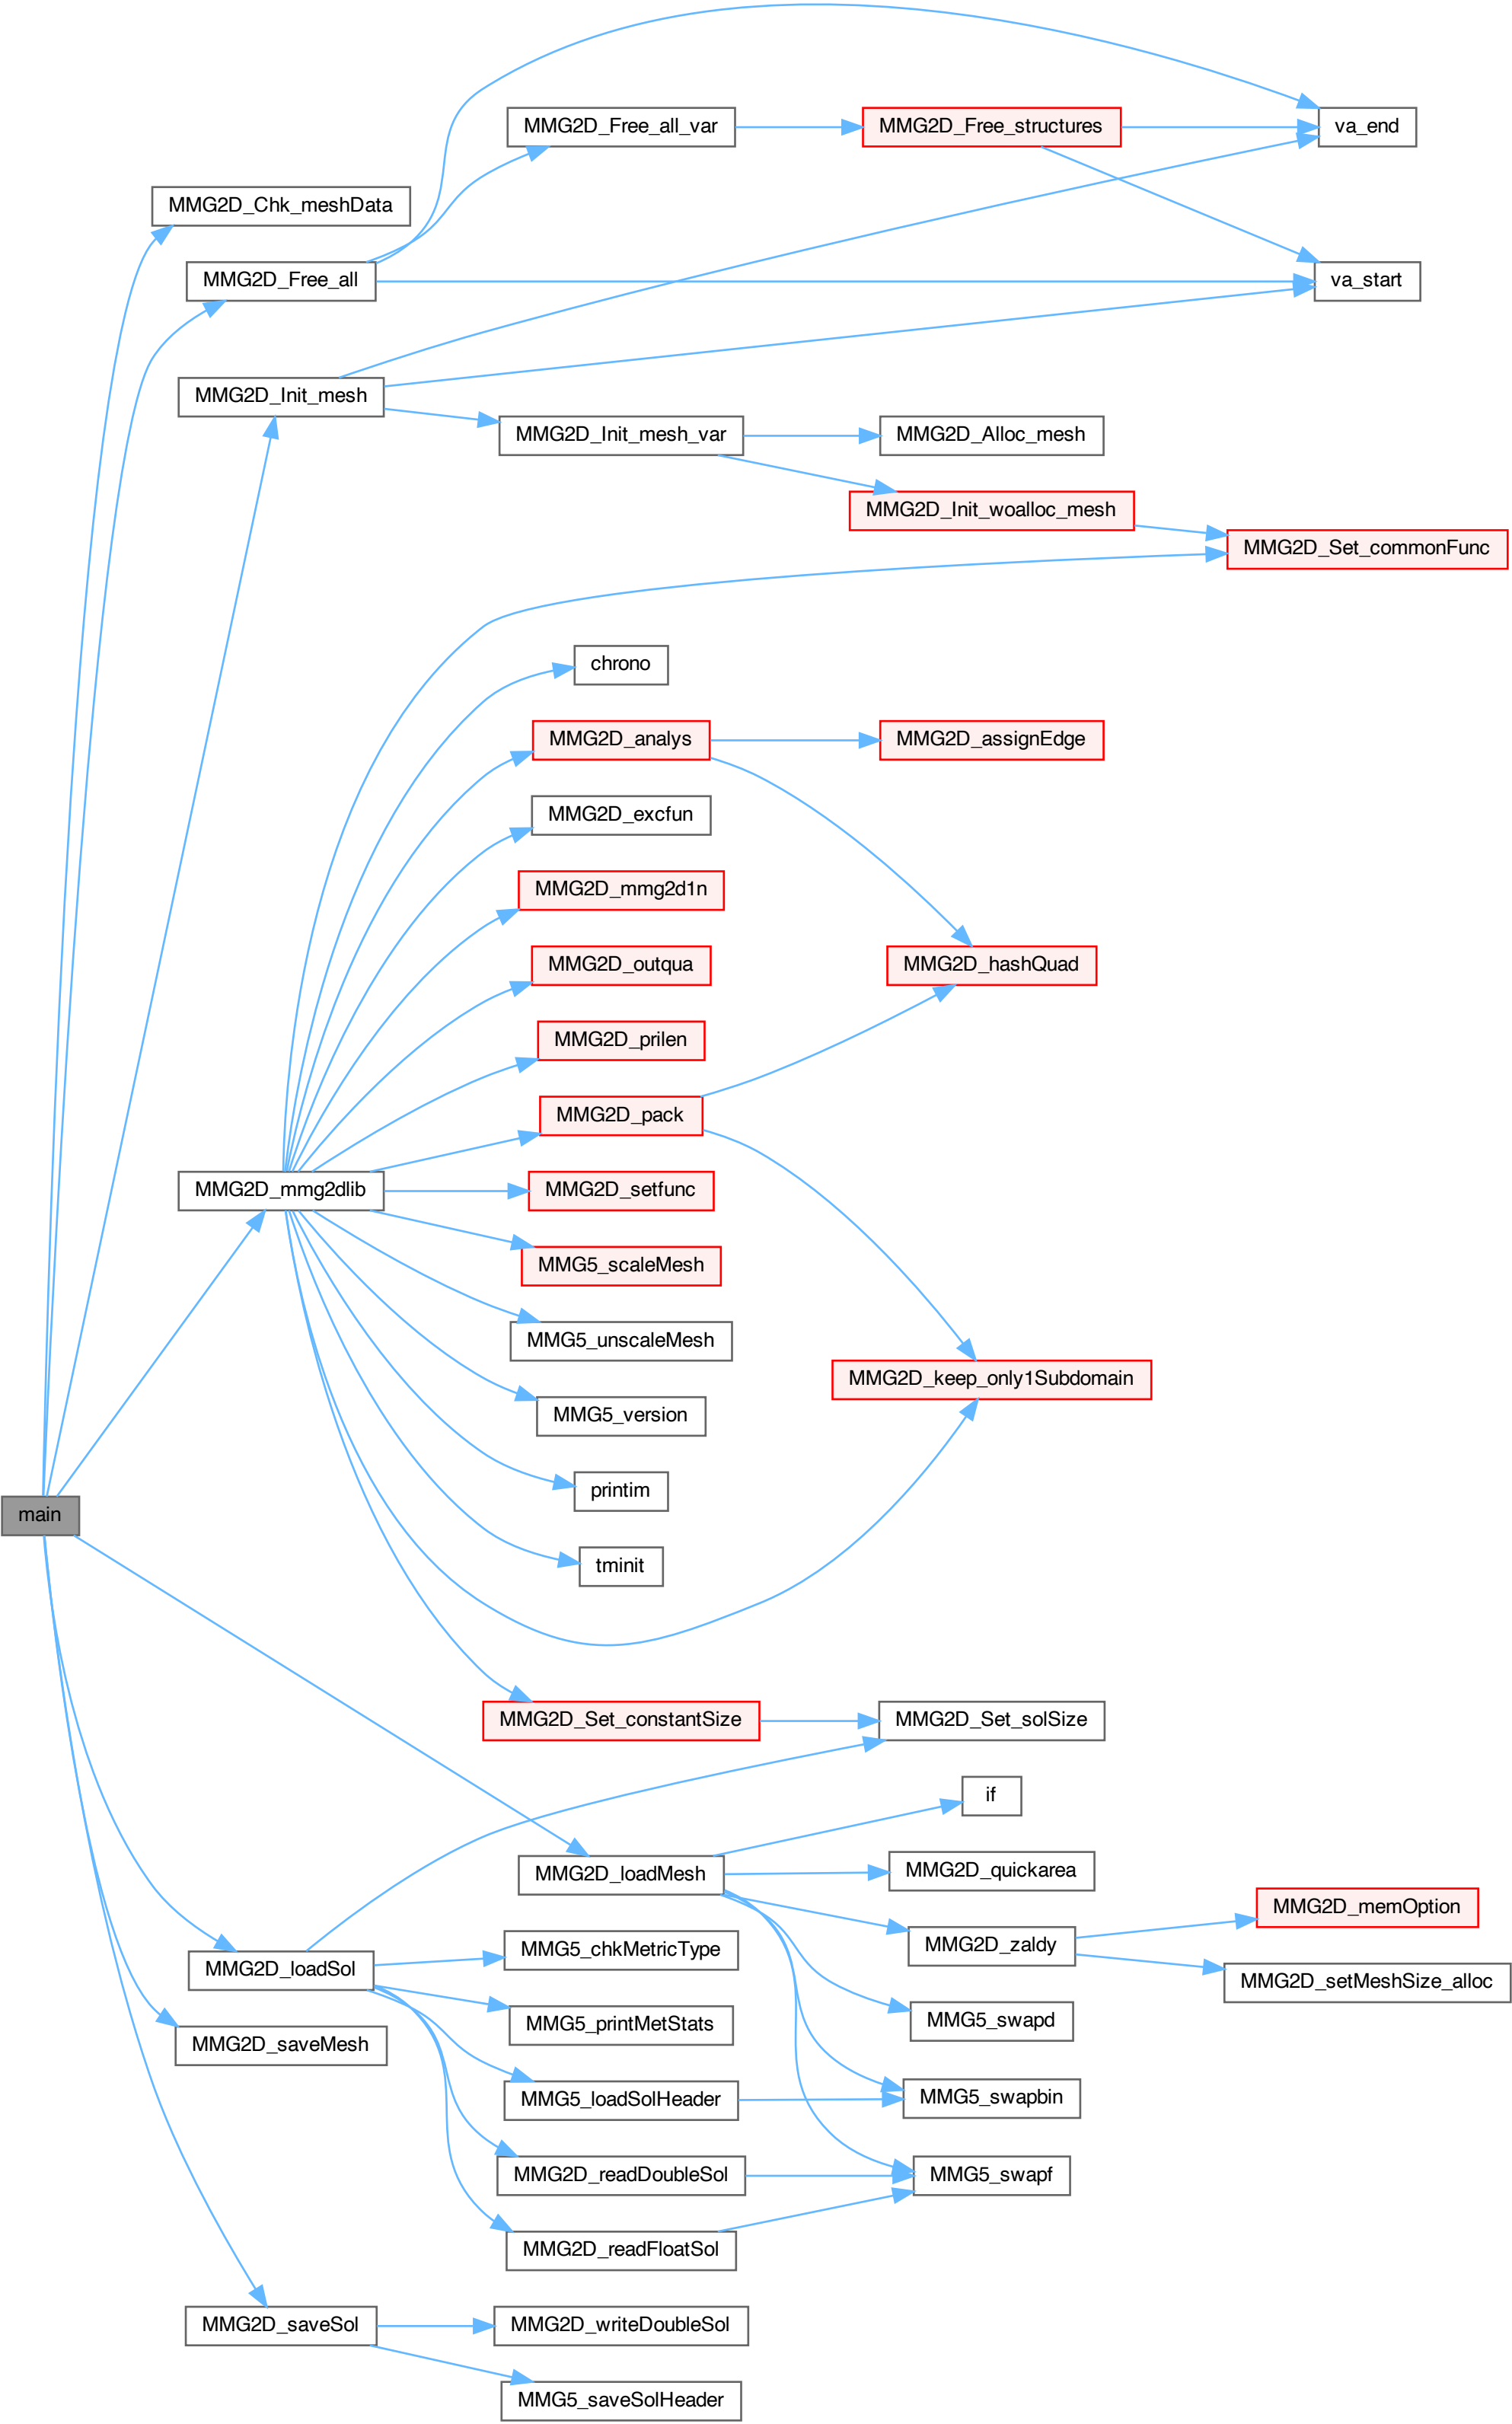 MMG2D_Free_all_var
MMG2D_Free_structures
va_end
MMG2D_Chk_meshData
MMG2D_Free_all
va_start
MMG2D_Init_mesh
MMG2D_Init_mesh_var
MMG2D_Alloc_mesh
MMG2D_Init_woalloc_mesh
MMG2D_Set_commonFunc
chrono
MMG2D_analys
MMG2D_assignEdge
MMG2D_excfun
MMG2D_mmg2d1n
MMG2D_outqua
MMG2D_hashQuad
MMG2D_prilen
MMG2D_pack
MMG2D_mmg2dlib
MMG2D_setfunc
MMG5_scaleMesh
MMG5_unscaleMesh
MMG2D_keep_only1Subdomain
MMG5_version
printim
main
tminit
MMG2D_Set_constantSize
MMG2D_Set_solSize
if
MMG2D_loadMesh
MMG2D_quickarea
MMG2D_memOption
MMG2D_zaldy
MMG5_chkMetricType
MMG2D_loadSol
MMG2D_setMeshSize_alloc
MMG5_printMetStats
MMG5_swapd
MMG2D_saveMesh
MMG5_loadSolHeader
MMG5_swapbin
MMG2D_readDoubleSol
MMG5_swapf
MMG2D_readFloatSol
MMG2D_saveSol
MMG2D_writeDoubleSol
MMG5_saveSolHeader